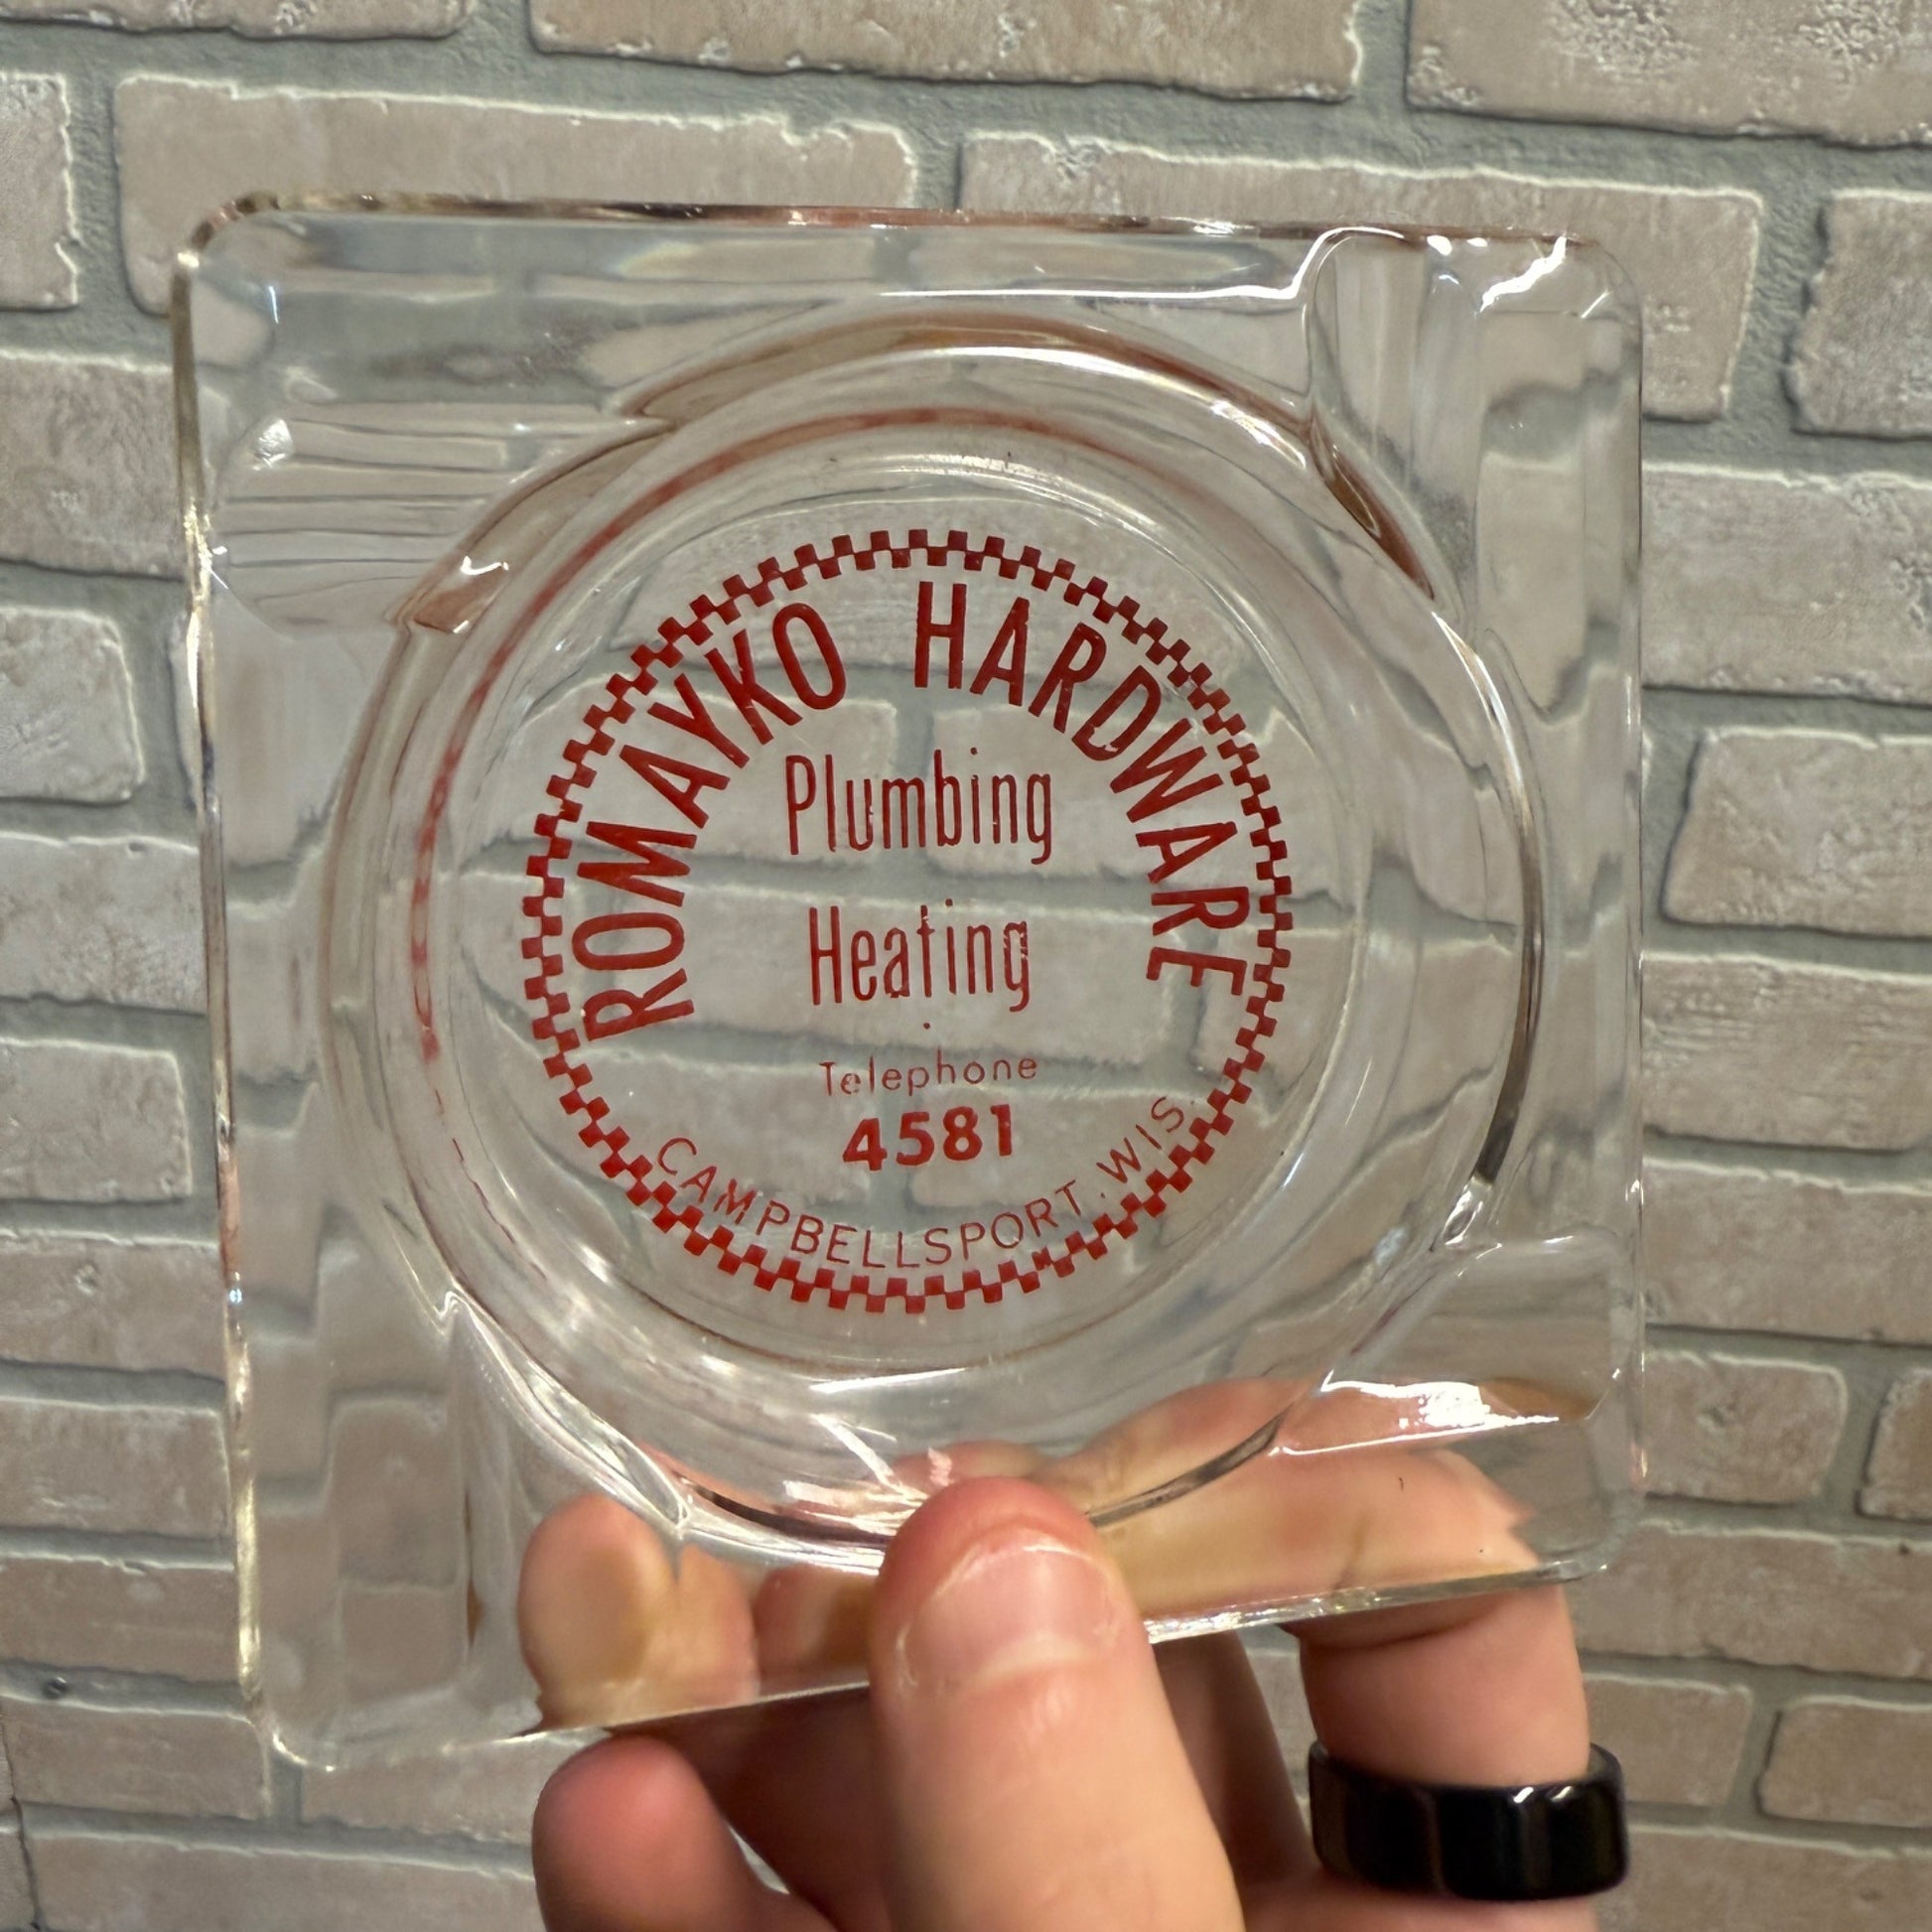 ROMAYKO HARDWARE
Plumbing
Heating
Telephone
4581
CAMPBELLSPORT, WIS.